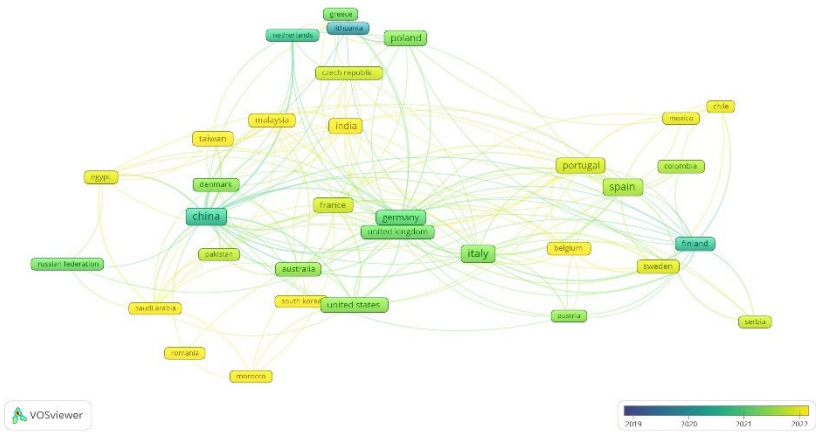 greece
lithuania
netherlands
poland
czech republik
chile
mexico
malaysia
india
taiwan
portugal
colombia
egypt
denmark
spain
france
china
germany
united kingdom
finland
italy
belgium
pakistan
russian federation
australia
sweden
south korea
united states
saudi arabia
austria
serbia
romania
morocco
VOSviewer
2019 2020 2021 2022